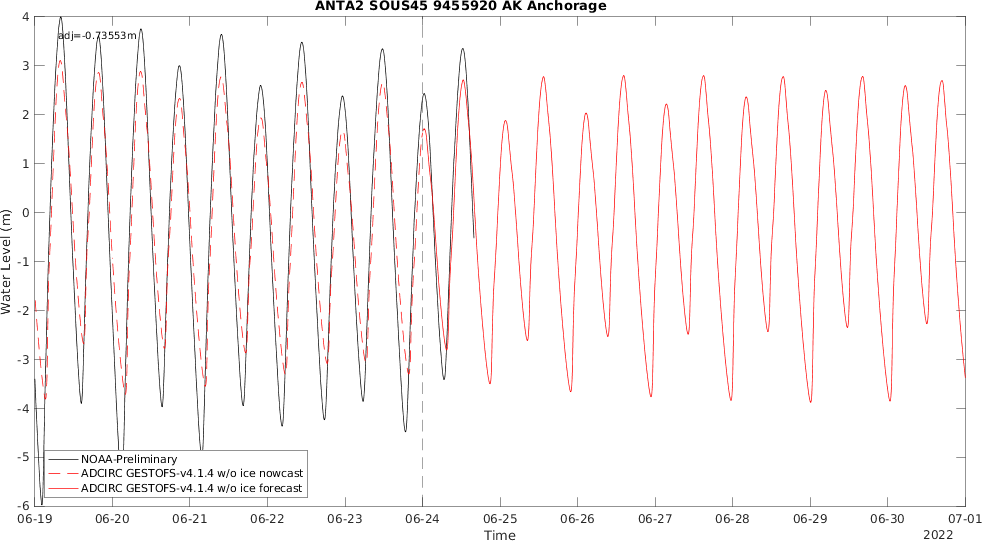 ANTA2 SOUS45 9455920 AK Anchorage
adj=-0.73553m
4
3
2
1
0
-1
-2
-3
-4
-5
-6
Water Level (m)
NOAA-Preliminary
ADCIRC GESTOFS-v4.1.4 w/o ice nowcast
ADCIRC GESTOFS-v4.1.4 w/o ice forecast
06-19 06-20 06-21 06-22 06-23 06-24 06-25 06-26 06-27 06-28 06-29 06-30 07-01
Time
2022